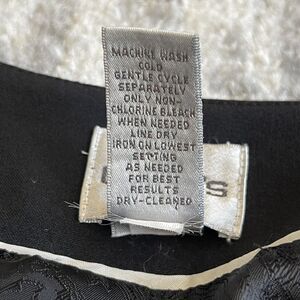 MACHINE WASH
COLD
GENTLE CYCLE
SEPARATELY
ONLY NON-
CHLORINE BLEACH
WHEN NEEDED
LINE DRY
IRON ON LOWEST
SETTING
AS NEEDED
FOR BEST
RESULTS
DRY-CLEANED
S